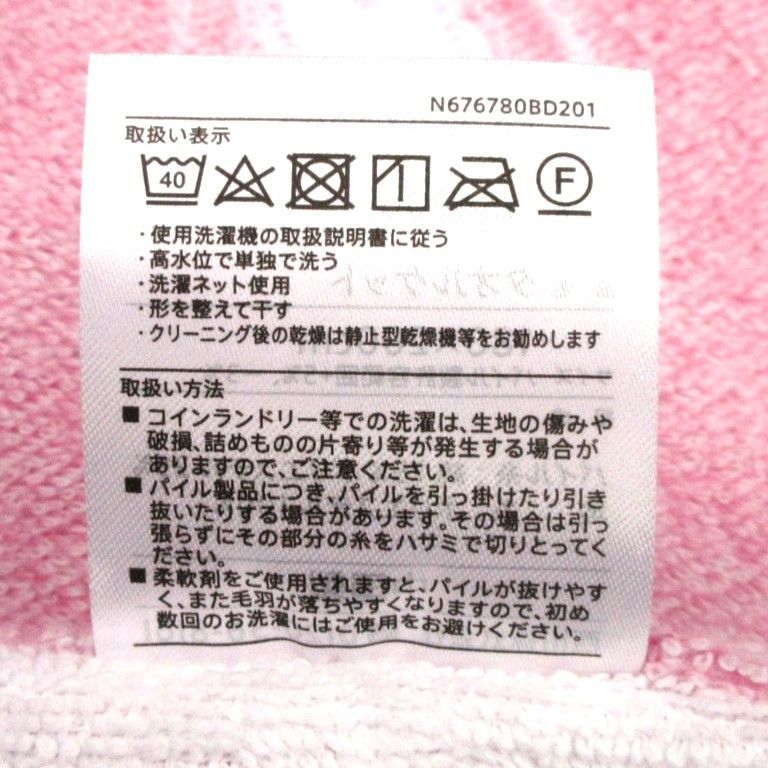 N676780BD201
取扱い表示
40
F
・使用洗濯機の取扱説明書に従う
・高水位で単独で洗う
・洗濯ネット使用
・形を整えて干す
・クリーニング後の乾燥は静止型乾燥機等をお勧めします
取扱い方法
■コインランドリー等での洗濯は、生地の傷みや
破損、詰めものの片寄り等が発生する場合が
ありますので、ご注意ください。
■パイル製品につき、パイルを引っ掛けたり引き
抜いたりする場合があります。その場合は引っ
張らずにその部分の糸をハサミで切りとってく
ださい。
■柔軟剤をご使用されますと、パイルが抜けやす
く、また毛羽が落ちやすくなりますので、初め
数回のお洗濯にはご使用をお避けください。